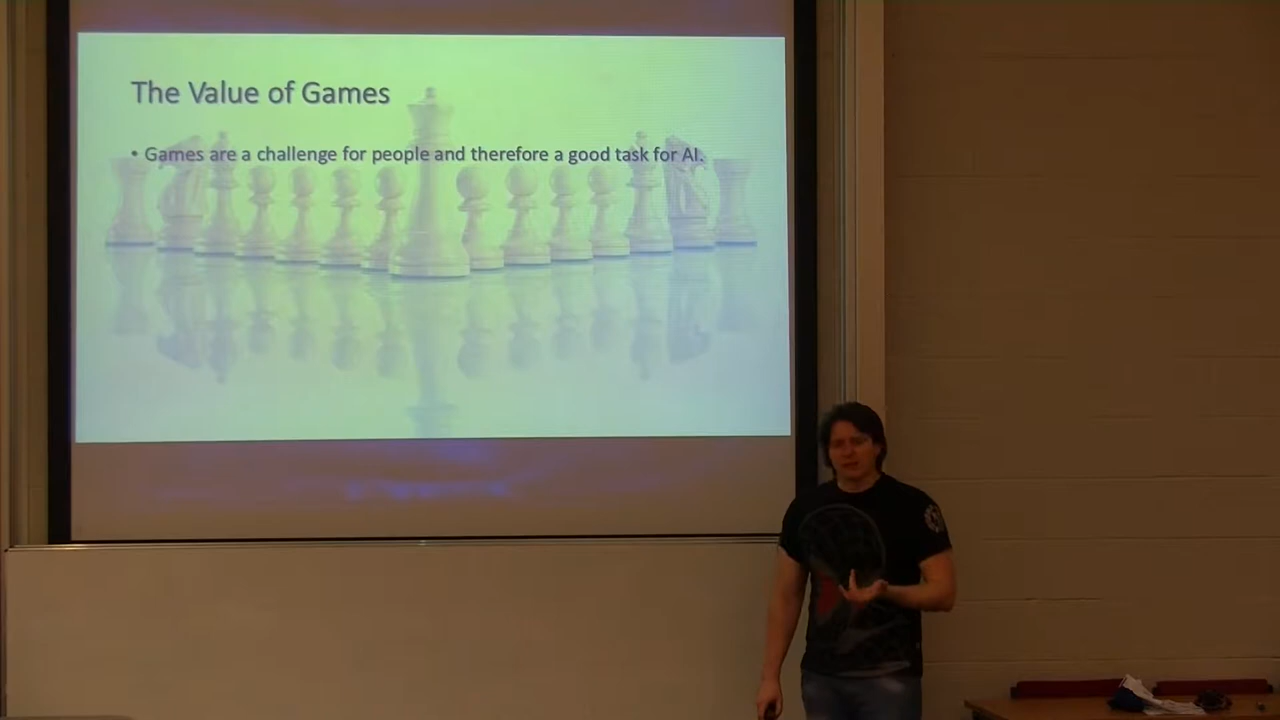 The Value of Games
• Games are a challenge for people and therefore a good task for AI.